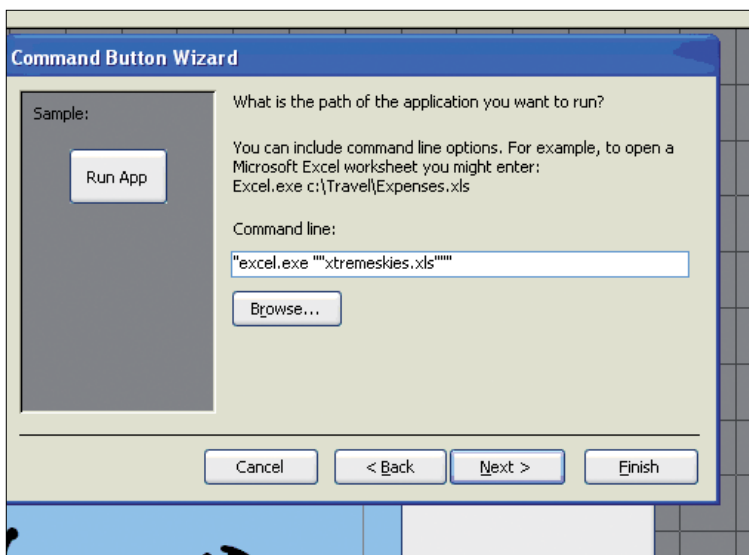 Command Button Wizard
Sample:
Run App
What is the path of the application you want to run?
You can include command line options. For example, to open a
Microsoft Excel worksheet you might enter:
Excel.exe c:\Travel\Expenses.xls
Command line:
"excel.exe ""xtremeskies.xls"""
Browse...
Cancel
< Back
Next >
Finish